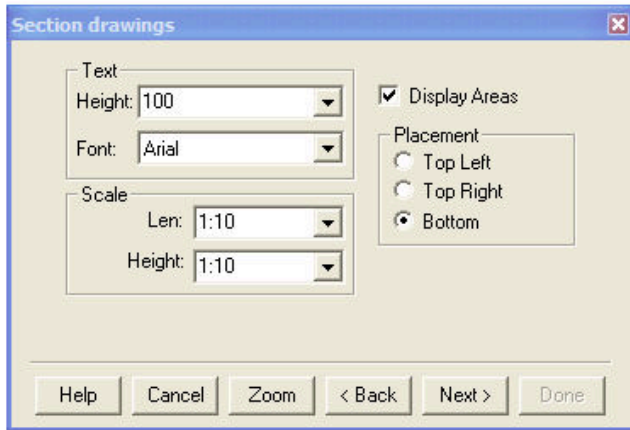 Section drawings
Text
Height: 100
Font: Arial
Scale
Len: 1:10
Height: 1:10
Display Areas
Placement
Top Left
Top Right
Bottom
Help Cancel Zoom < Back Next > Done